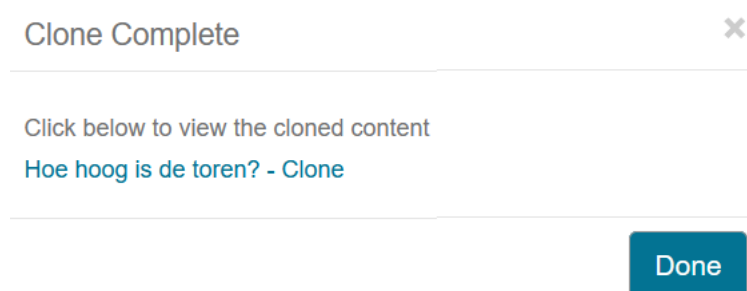 Clone Complete
Click below to view the cloned content
Hoe hoog is de toren? - Clone
Done